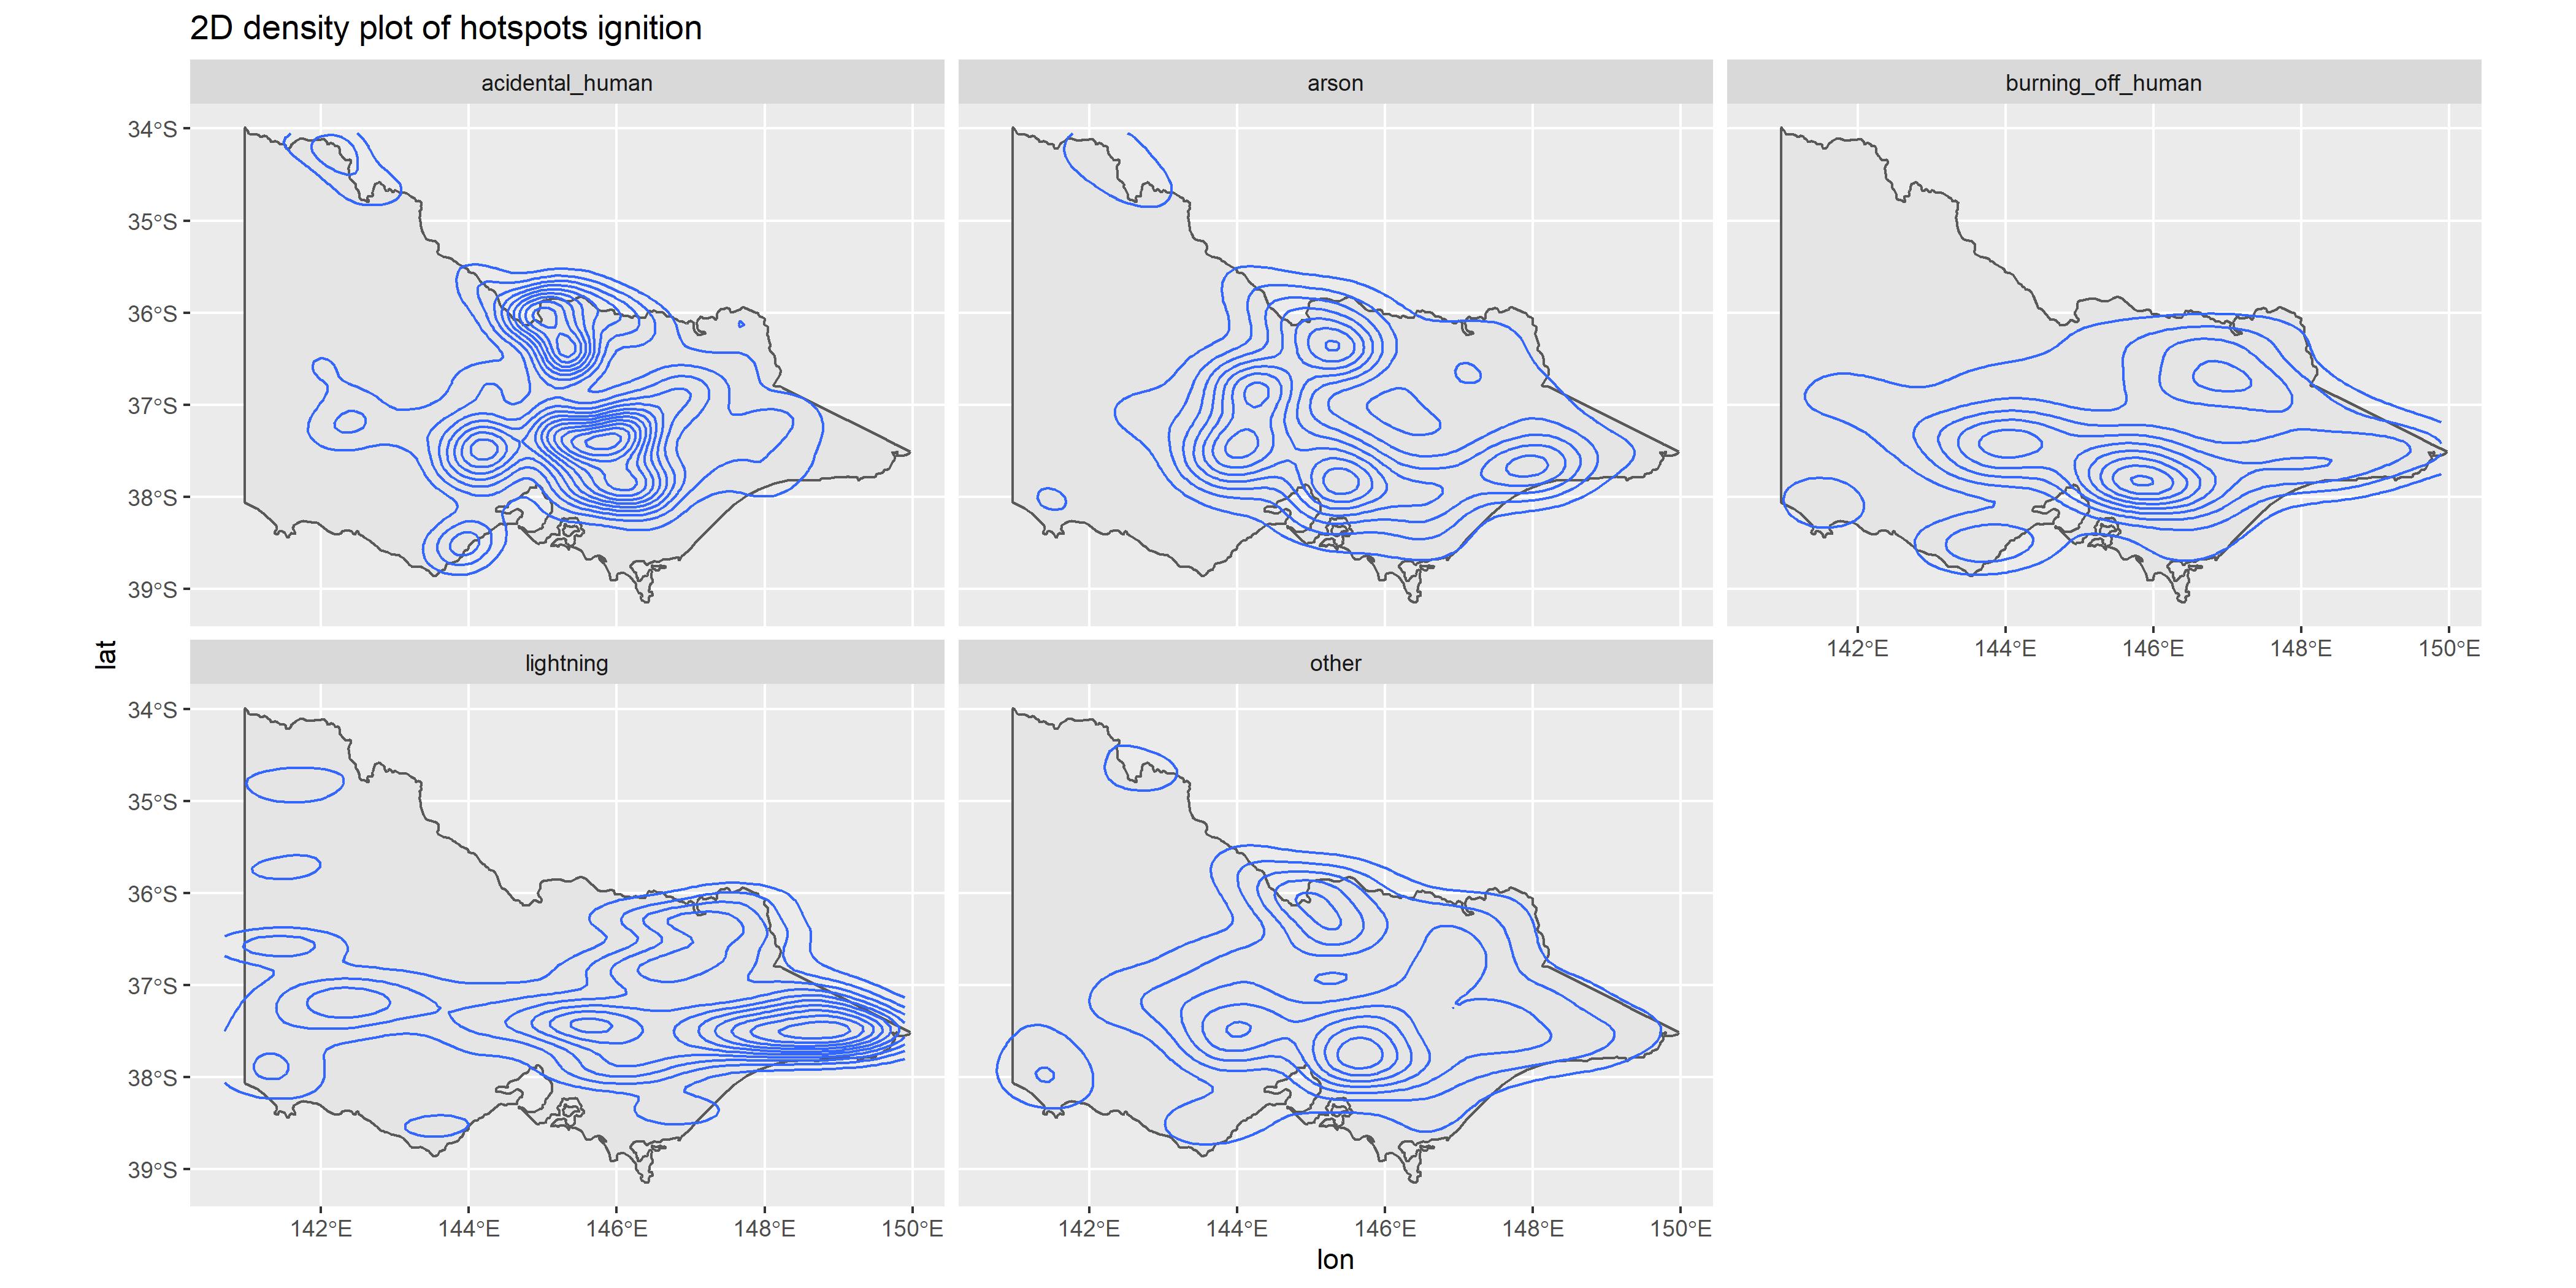 2D density plot of hotspots ignition
acidental_human
arson
burning_off_human
34°S
35°S
36°S
37°S
38°S
39°S
142°E 144°E 146°E 148°E 150°E
lat
lightning
other
34°S
35°S
36°S
37°S
38°S
39°S
142°E 144°E 146°E 148°E 150°E
142°E 144°E 146°E 148°E 150°E
lon